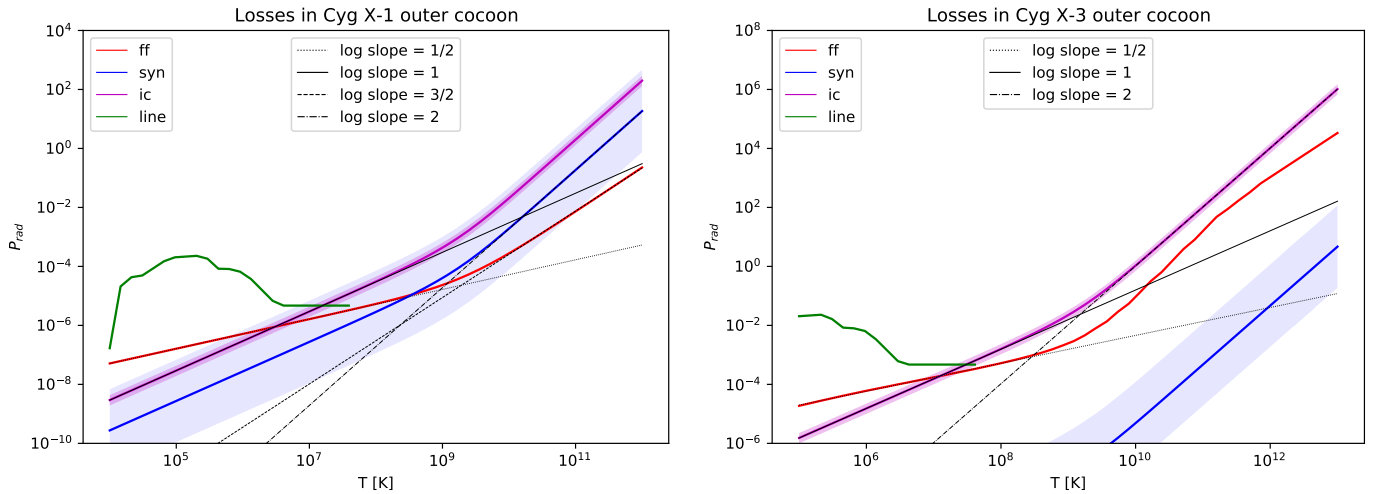 Losses in Cyg X-1 outer cocoon
ff
syn
ic
line
log slope = 1/2
log slope = 1
log slope = 3/2
log slope = 2
10^4
10^2
10^0
10^−2
10^−4
10^−6
10^−8
10^−10
P_rad
10^5
10^7
10^9
10^11
T [K]
Losses in Cyg X-3 outer cocoon
ff
syn
ic
line
log slope = 1/2
log slope = 1
log slope = 2
10^8
10^6
10^4
10^2
10^0
10^−2
10^−4
10^−6
P_rad
10^6
10^8
10^10
10^12
T [K]